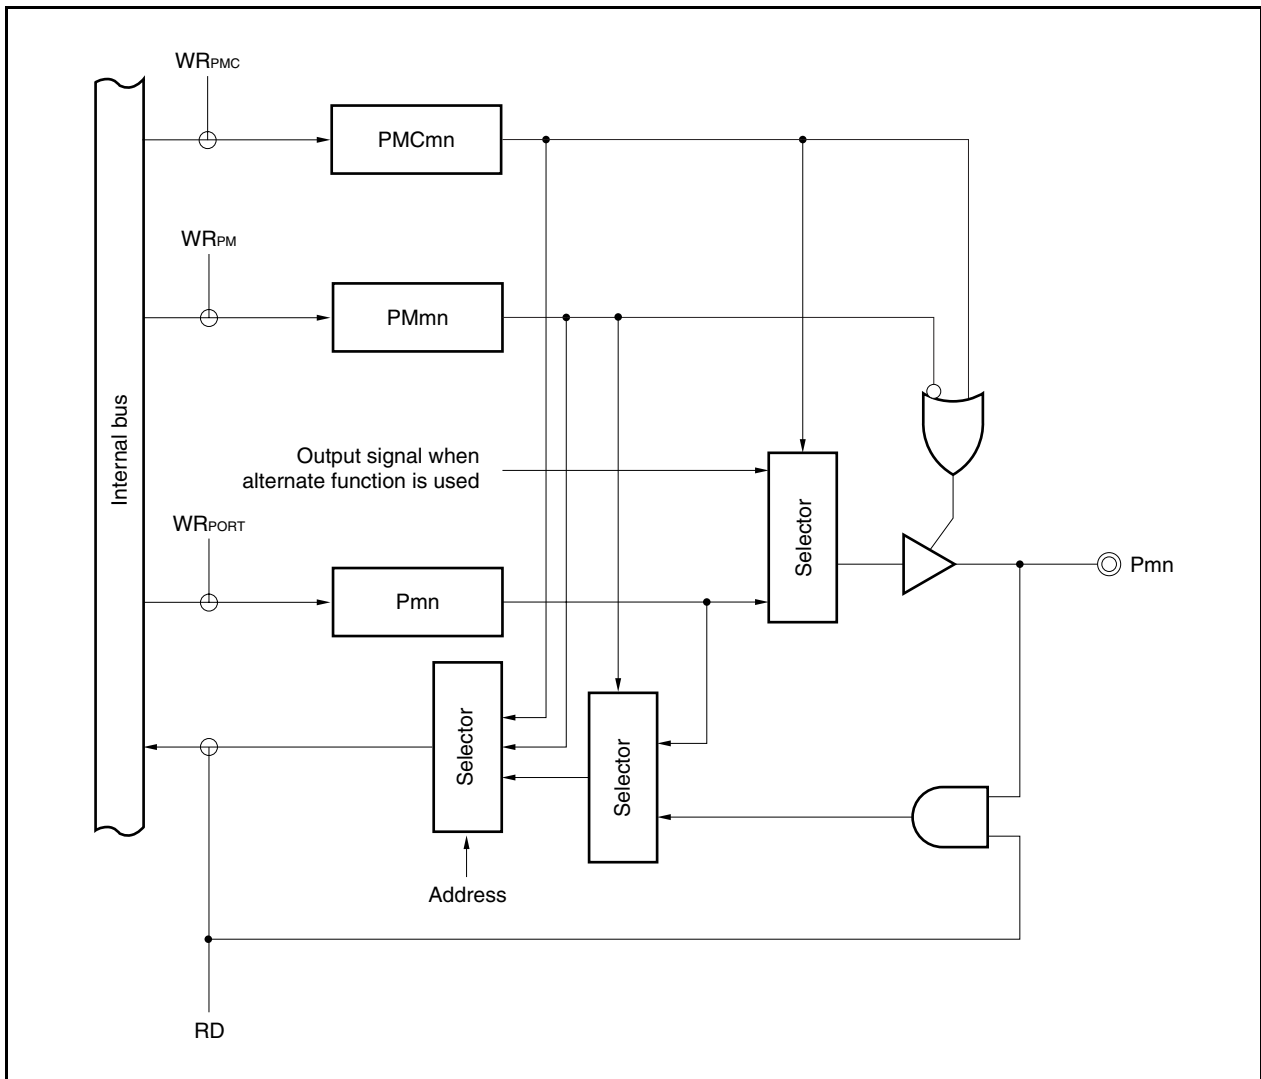 WRPMC
PMCmn
WRPM
PMmn
Internal bus
Output signal when
alternate function is used
Selector
WRPORT
Pmn
Pmn
Selector
Selector
Address
RD